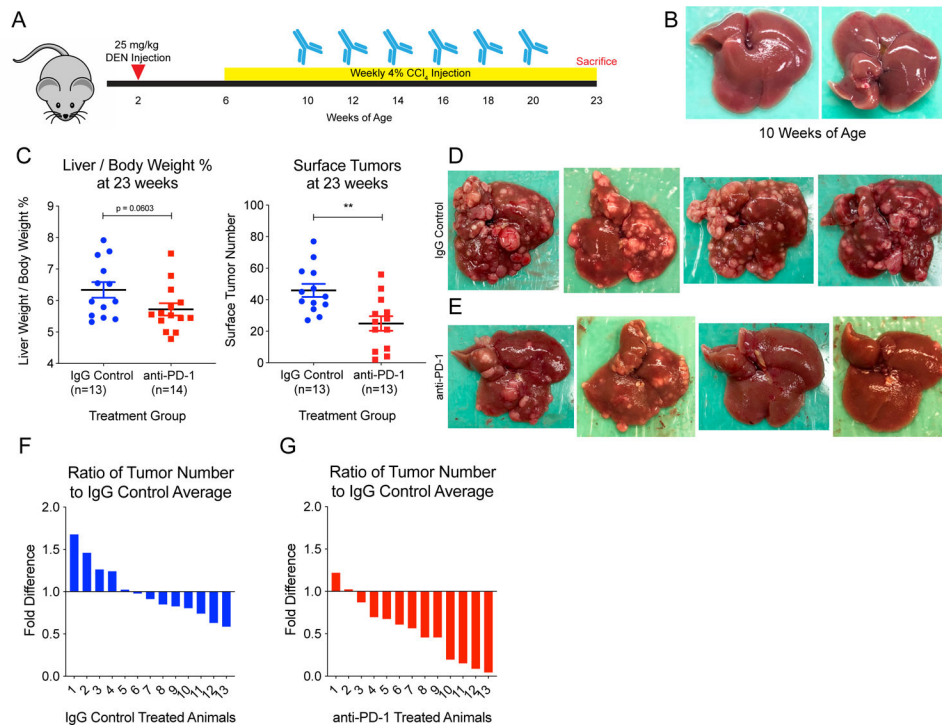 A
25 mg/kg
DEN Injection
Sacrifice
Weekly 4% CCl4 Injection
2
6
10
12
14
16
18
20
23
Weeks of Age
B
10 Weeks of Age
C
Liver / Body Weight %
at 23 weeks
p = 0.0603
Liver Weight / Body Weight %
9
8
7
6
5
4
IgG Control
(n=13)
anti-PD-1
(n=14)
Treatment Group
Surface Tumors
at 23 weeks
**
Surface Tumor Number
100
80
60
40
20
0
IgG Control
(n=13)
anti-PD-1
(n=13)
Treatment Group
D
IgG Control
E
anti-PD-1
F
Ratio of Tumor Number
to IgG Control Average
Fold Difference
2.0
1.5
1.0
0.5
0.0
1 2 3 4 5 6 7 8 9 10 11 12 13
IgG Control Treated Animals
G
Ratio of Tumor Number
to IgG Control Average
Fold Difference
2.0
1.5
1.0
0.5
0.0
1 2 3 4 5 6 7 8 9 10 11 12 13
anti-PD-1 Treated Animals